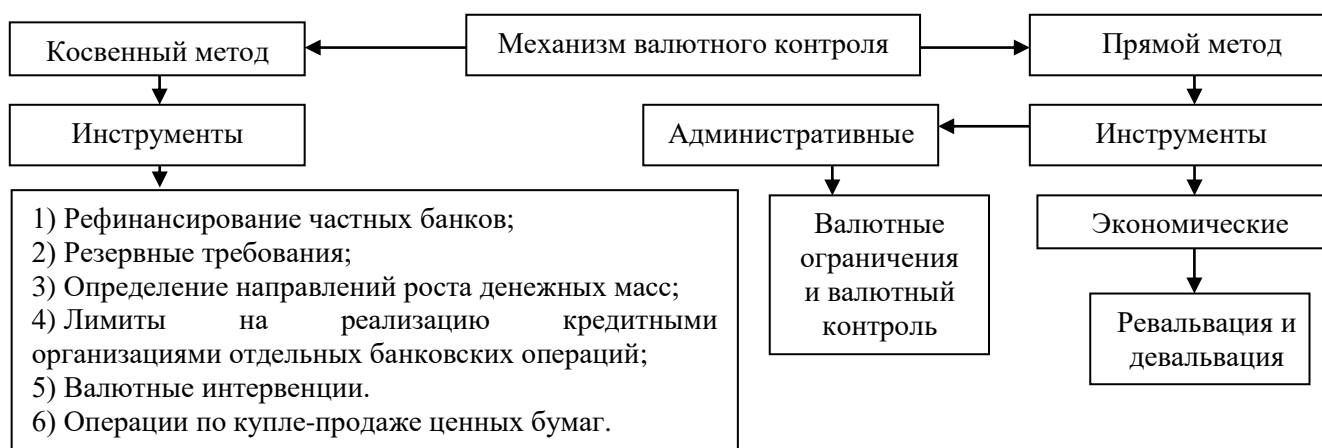 Косвенный метод
Механизм валютного контроля
Прямой метод
Инструменты
Административные
Инструменты
1) Рефинансирование частных банков;
2) Резервные требования;
3) Определение направлений роста денежных масс;
4) Лимиты на реализацию кредитными
организациями отдельных банковских операций;
5) Валютные интервенции.
6) Операции по купле-продаже ценных бумаг.
Валютные
ограничения
и валютный
контроль
Экономические
Ревальвация и
девальвация